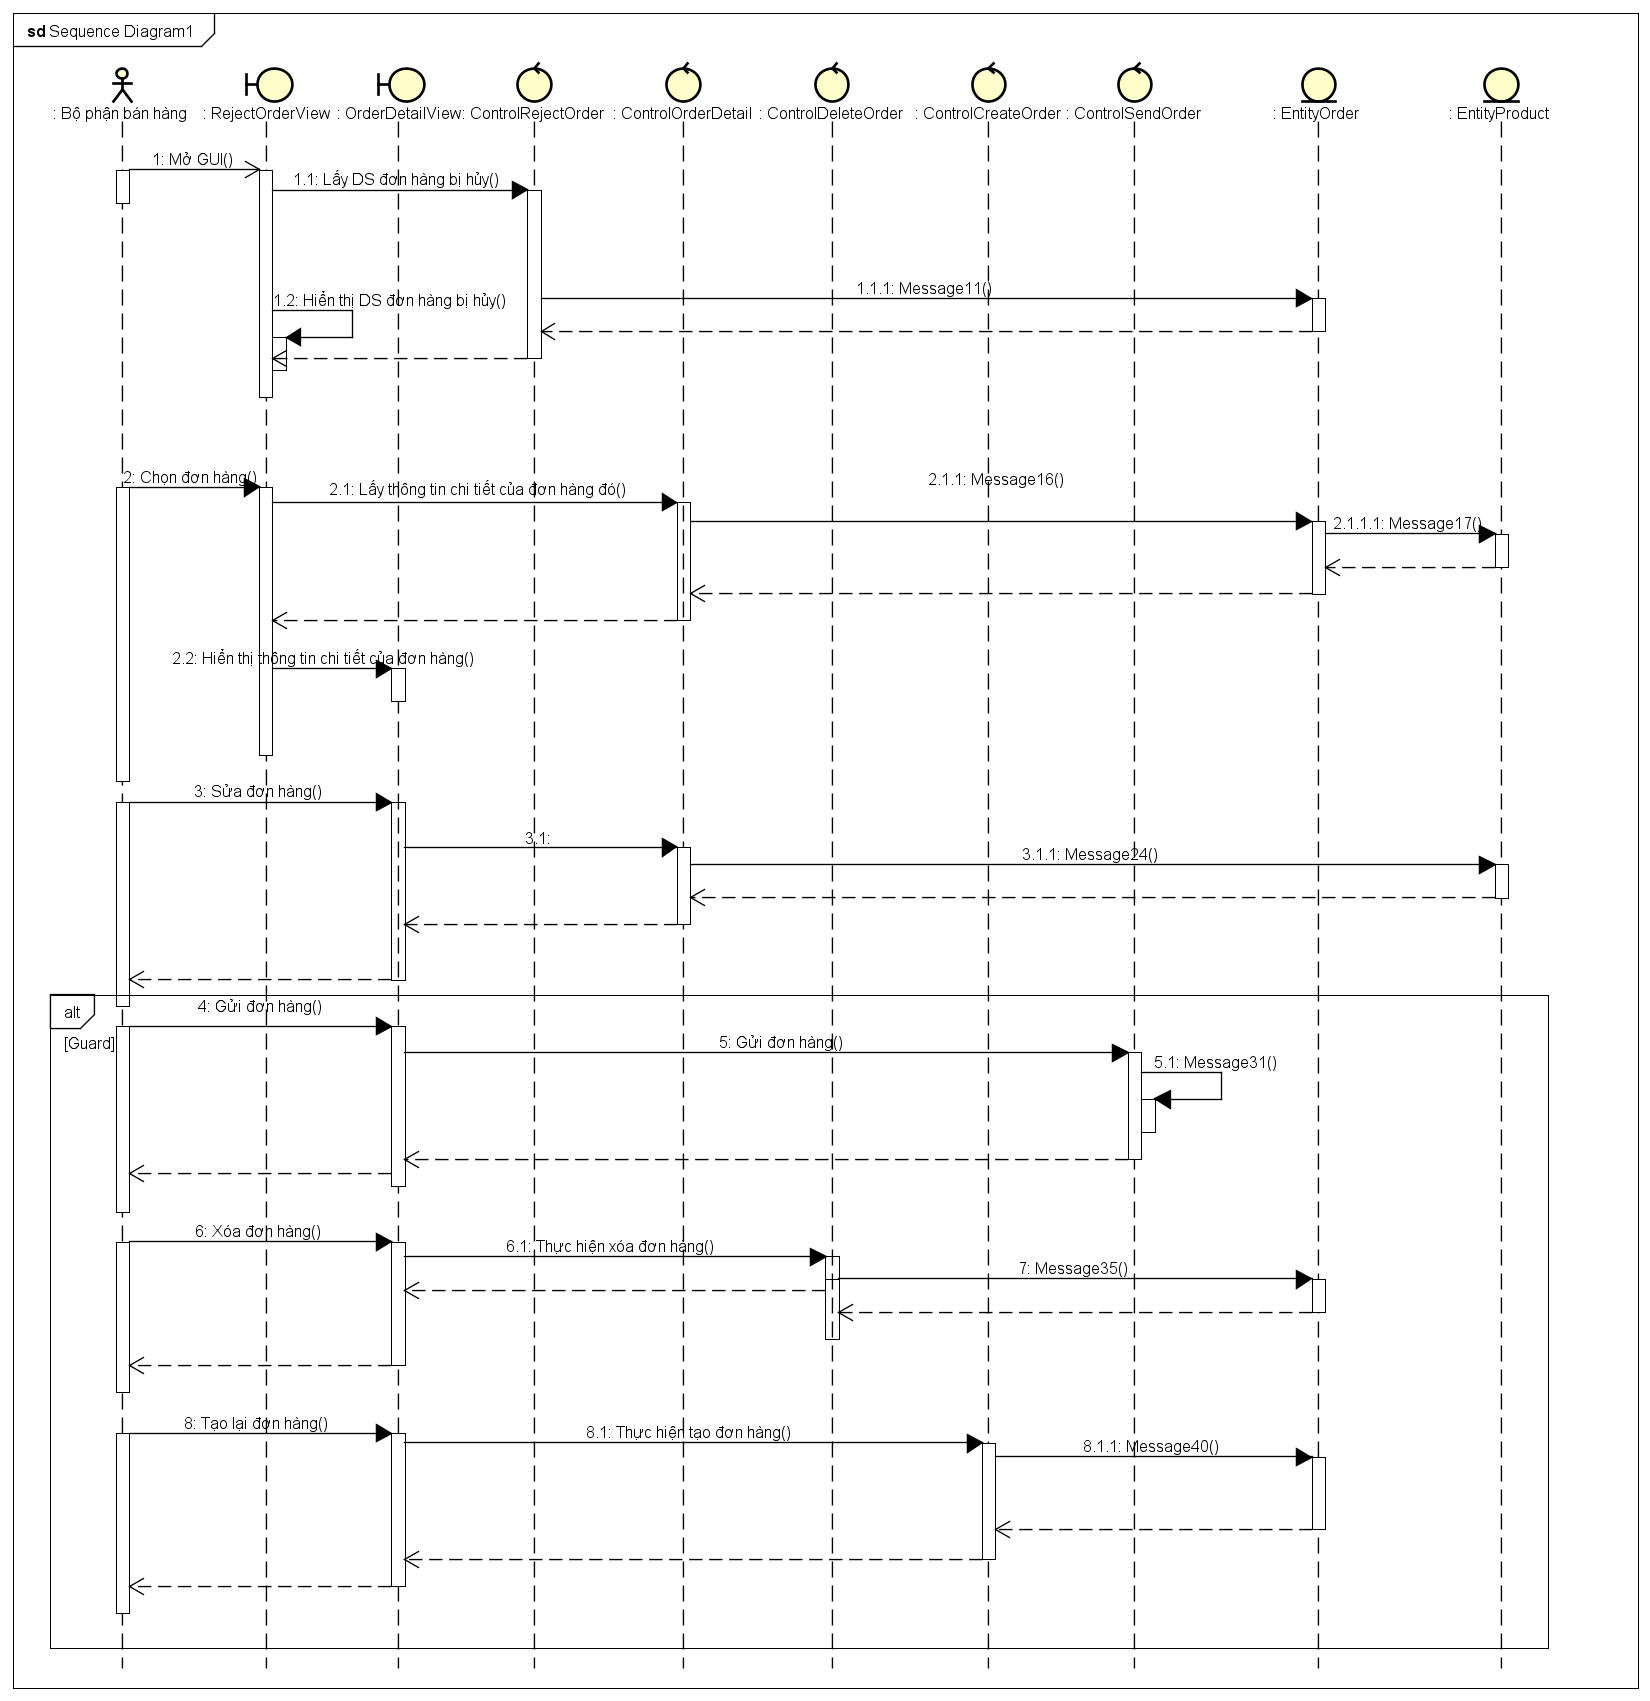 sd Sequence Diagram1
: Bộ phận bán hàng
: RejectOrderView
: OrderDetailView
: ControlRejectOrder
: ControlOrderDetail
: ControlDeleteOrder
: ControlCreateOrder
: ControlSendOrder
: EntityOrder
: EntityProduct
1: Mở GUI()
1.1: Lấy DS đơn hàng bị hủy()
1.1.1: Message11()
1.2: Hiển thị DS đơn hàng bị hủy()
2: Chọn đơn hàng()
2.1: Lấy thông tin chi tiết của đơn hàng đó()
2.1.1: Message16()
2.1.1.1: Message17()
2.2: Hiển thị thông tin chi tiết của đơn hàng()
3: Sửa đơn hàng()
3.1:
3.1.1: Message24()
alt
4: Gửi đơn hàng()
[Guard]
5: Gửi đơn hàng()
5.1: Message31()
6: Xóa đơn hàng()
6.1: Thực hiện xóa đơn hàng()
7: Message35()
8: Tạo lại đơn hàng()
8.1: Thực hiện tạo đơn hàng()
8.1.1: Message40()